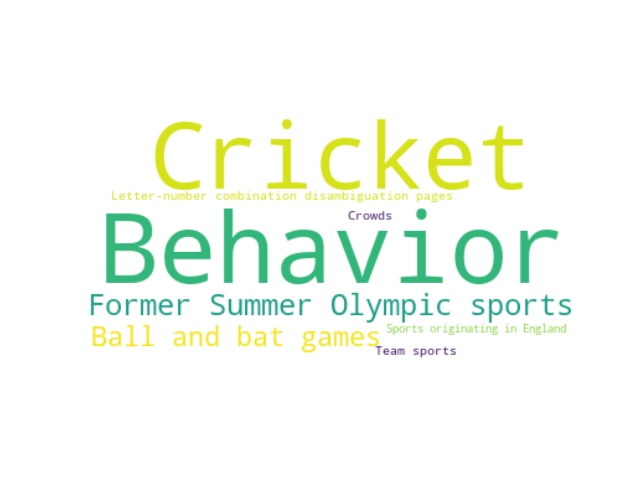 Cricket
Letter-number combination disambiguation pages
Crowds
Behavior
Former Summer Olympic sports
Ball and bat games
Sports originating in England
Team sports